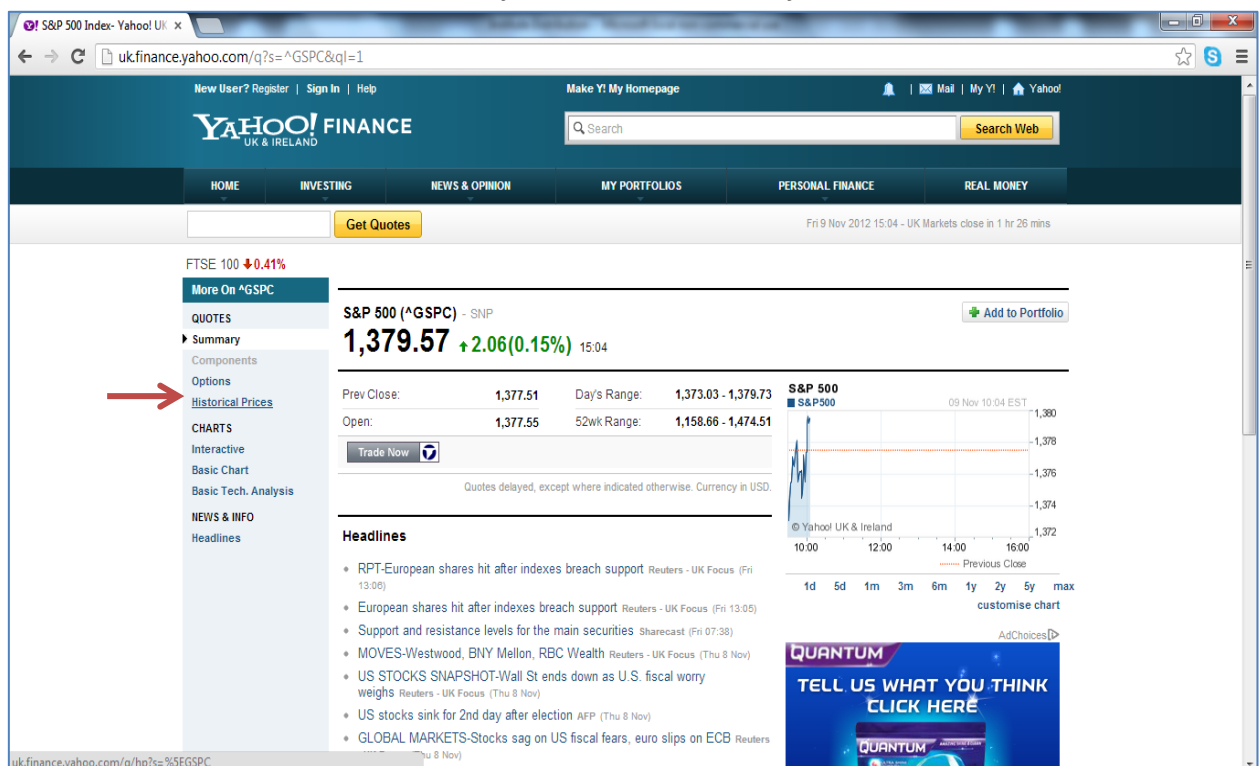 S&P 500 Index- Yahoo! UK ×
uk.finance.yahoo.com/q?s=^GSPC&ql=1
New User? Register | Sign In | Help
Make Y! My Homepage
| Mail | My Y! | Yahoo!
YAHOO! FINANCE
UK & IRELAND
Search
Search Web
HOME
INVESTING
NEWS & OPINION
MY PORTFOLIOS
PERSONAL FINANCE
REAL MONEY
Get Quotes
Fri 9 Nov 2012 15:04 - UK Markets close in 1 hr 26 mins
FTSE 100 0.41%
More On ^GSPC
QUOTES
Summary
Components
Options
Historical Prices
CHARTS
Interactive
Basic Chart
Basic Tech. Analysis
NEWS & INFO
Headlines
S&P 500 (^GSPC) - SNP
Add to Portfolio
1,379.57 2.06(0.15%) 15:04
Prev Close: 1,377.51 Day's Range: 1,373.03 - 1,379.73
Open: 1,377.55 52wk Range: 1,158.66 - 1,474.51
Trade Now
Quotes delayed, except where indicated otherwise. Currency in USD.
S&P 500
S&P500 09 Nov 10:04 EST
1,380
1,378
1,376
1,374
1,372
© Yahoo! UK & Ireland
10:00 12:00 14:00 16:00
Previous Close
1d 5d 1m 3m 6m 1y 2y 5y max
customise chart
Headlines
RPT-European shares hit after indexes breach support Reuters - UK Focus (Fri
13:06)
European shares hit after indexes breach support Reuters - UK Focus (Fri 13:05)
Support and resistance levels for the main securities Sharecast (Fri 07:38)
MOVES-Westwood, BNY Mellon, RBC Wealth Reuters - UK Focus (Thu 8 Nov)
US STOCKS SNAPSHOT-Wall St ends down as U.S. fiscal worry
weighs Reuters - UK Focus (Thu 8 Nov)
US stocks sink for 2nd day after election AFP (Thu 8 Nov)
GLOBAL MARKETS-Stocks sag on US fiscal fears, euro slips on ECB Reuters
8 Nov)
AdChoices
QUANTUM
TELL US WHAT YOU THINK
CLICK HERE
QUANTUM
uk.finance.yahoo.com/q/hp?s=%5EGSPC